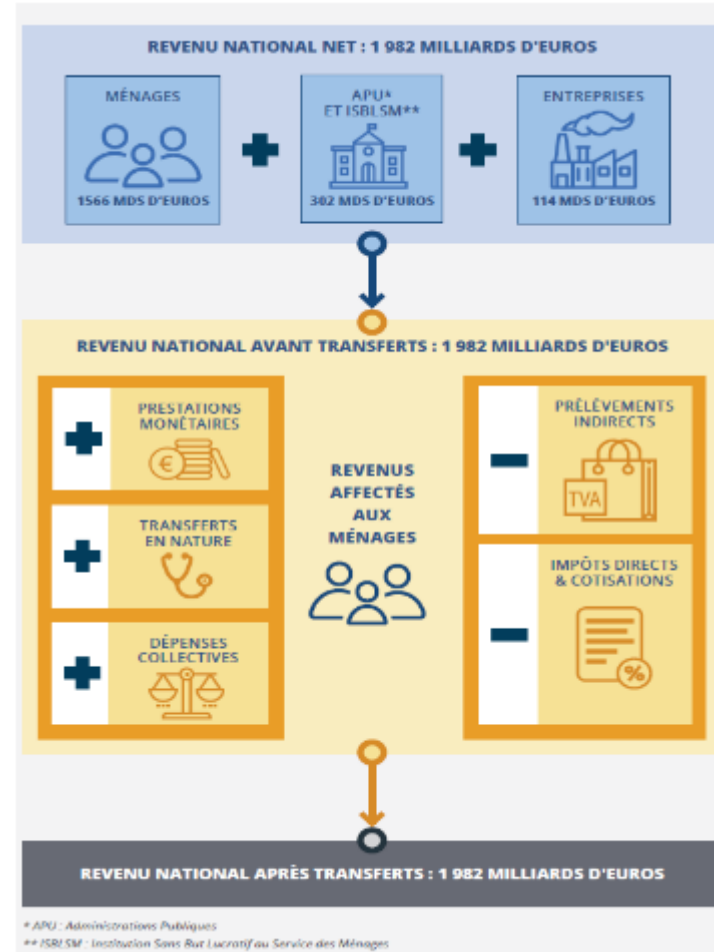 REVENU NATIONAL NET : 1 982 MILLIARDS D'EUROS
MÉNAGES
1566 MDS D'EUROS
APU*
ET ISBLSM**
302 MDS D'EUROS
ENTREPRISES
114 MDS D'EUROS
REVENU NATIONAL AVANT TRANSFERTS : 1 982 MILLIARDS D'EUROS
PRESTATIONS
MONÉTAIRES
€
TRANSFERTS
EN NATURE
DÉPENSES
COLLECTIVES
REVENUS
AFFECTÉS
AUX
MÉNAGES
PRÉLÈVEMENTS
INDIRECTS
TVA
IMPÔTS DIRECTS
& COTISATIONS
%
REVENU NATIONAL APRÈS TRANSFERTS : 1 982 MILLIARDS D'EUROS
* APU : Administrations Publiques
** ISBLSM : Institution Sans But Lucratif au Service des Ménages